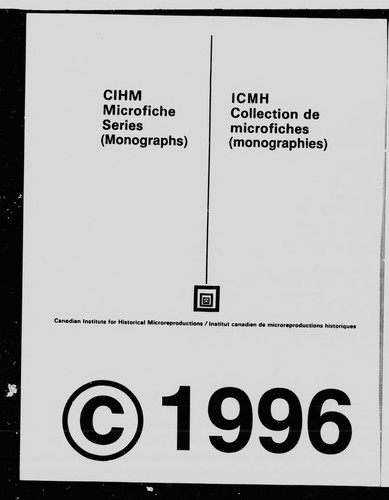 CIHM
Microfiche
Series
(Monographs)
ICMH
Collection de
microfiches
(monographies)
Canadian Institute for Historical Microreproductions / Institut canadien de microreproductions historiques
© 1996